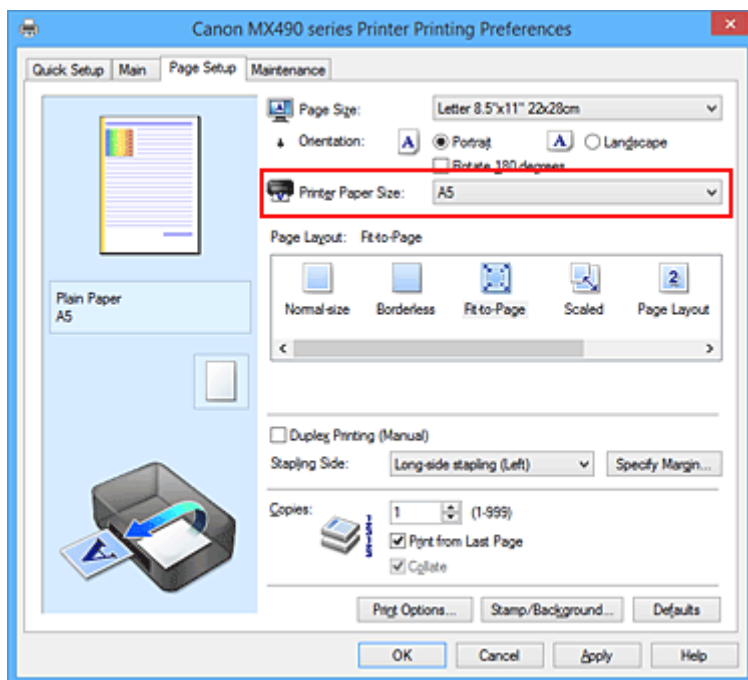 Canon MX490 series Printer Printing Preferences
Quick Setup Main Page Setup Maintenance
Page Size: Letter 8.5"x11" 22x28cm
Orientation: A Portrait A Landscape
Rotate 180 degrees
Printer Paper Size: A5
Page Layout: Fit-to-Page
Normal-size Borderless Fit-to-Page Scaled 2 Page Layout
Plain Paper
A5
Duplex Printing (Manual)
Stapling Side: Long-side stapling (Left) Specify Margin...
Copies: 1 (1-999)
Print from Last Page
Collate
A
Print Options... Stamp/Background... Defaults
OK Cancel Apply Help